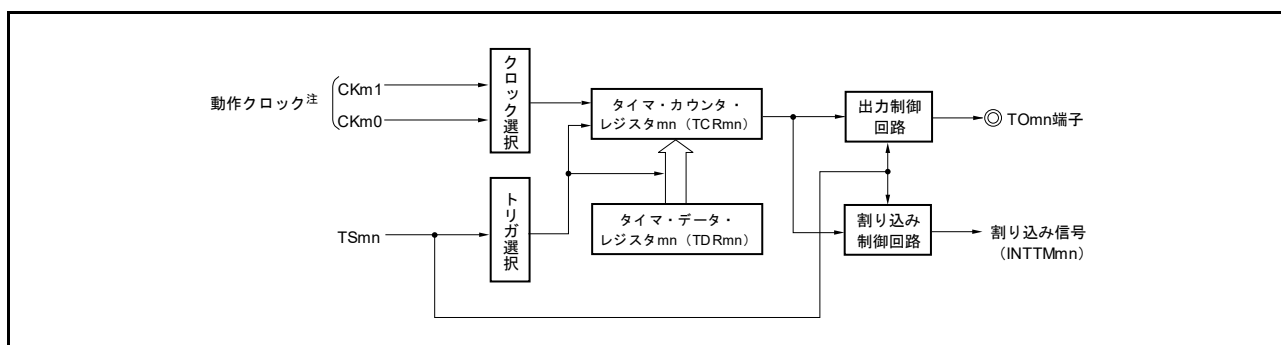 動作クロック注
CKm1
CKm0
クロック選択
タイマ・カウンタ・
レジスタmn（TCRmn）
出力制御
回路
TOmn端子
TSmn
トリガ選択
タイマ・データ・
レジスタmn（TDRmn）
割り込み
制御回路
割り込み信号
（INTTMmn）